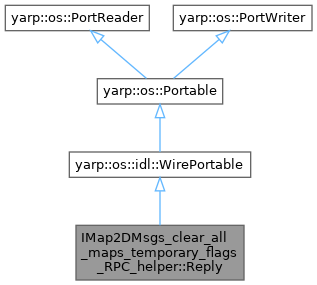 yarp::os::PortReader
yarp::os::PortWriter
yarp::os::Portable
yarp::os::idl::WirePortable
IMap2DMsgs_clear_all
_maps_temporary_flags
_RPC_helper::Reply